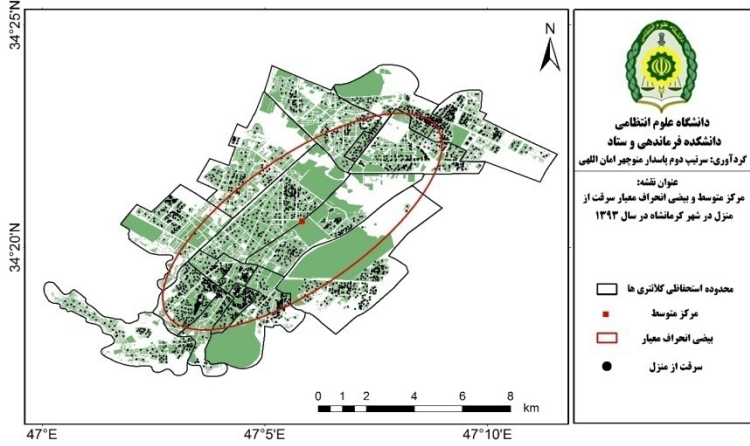 34°25'N
34°20'N
N
0 1 2 4 6 8
km
47°E
47°5'E
47°10'E
دانشگاه علوم انتظامی
دانشکده فرماندهی و ستاد
گردآوری: سرتیپ دوم پاسدار منوچهر امان اللهی
عنوان نقشه:
مرکز متوسط و بیضی انحراف معیار سرقت از
منزل در شهر کرمانشاه در سال ۱۳۹۳
محدوده استحفاظی کلانتری ها
مرکز متوسط
بیضی انحراف معیار
سرقت از منزل